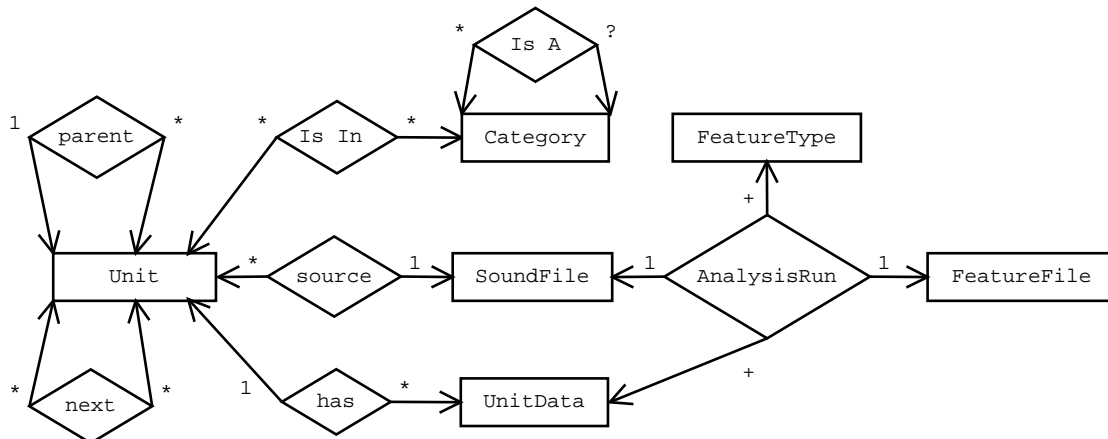 * Is A ?
1 parent * * Is In * Category FeatureType
+
Unit * source 1 SoundFile 1 AnalysisRun 1 FeatureFile
+
* next * 1 has * UnitData